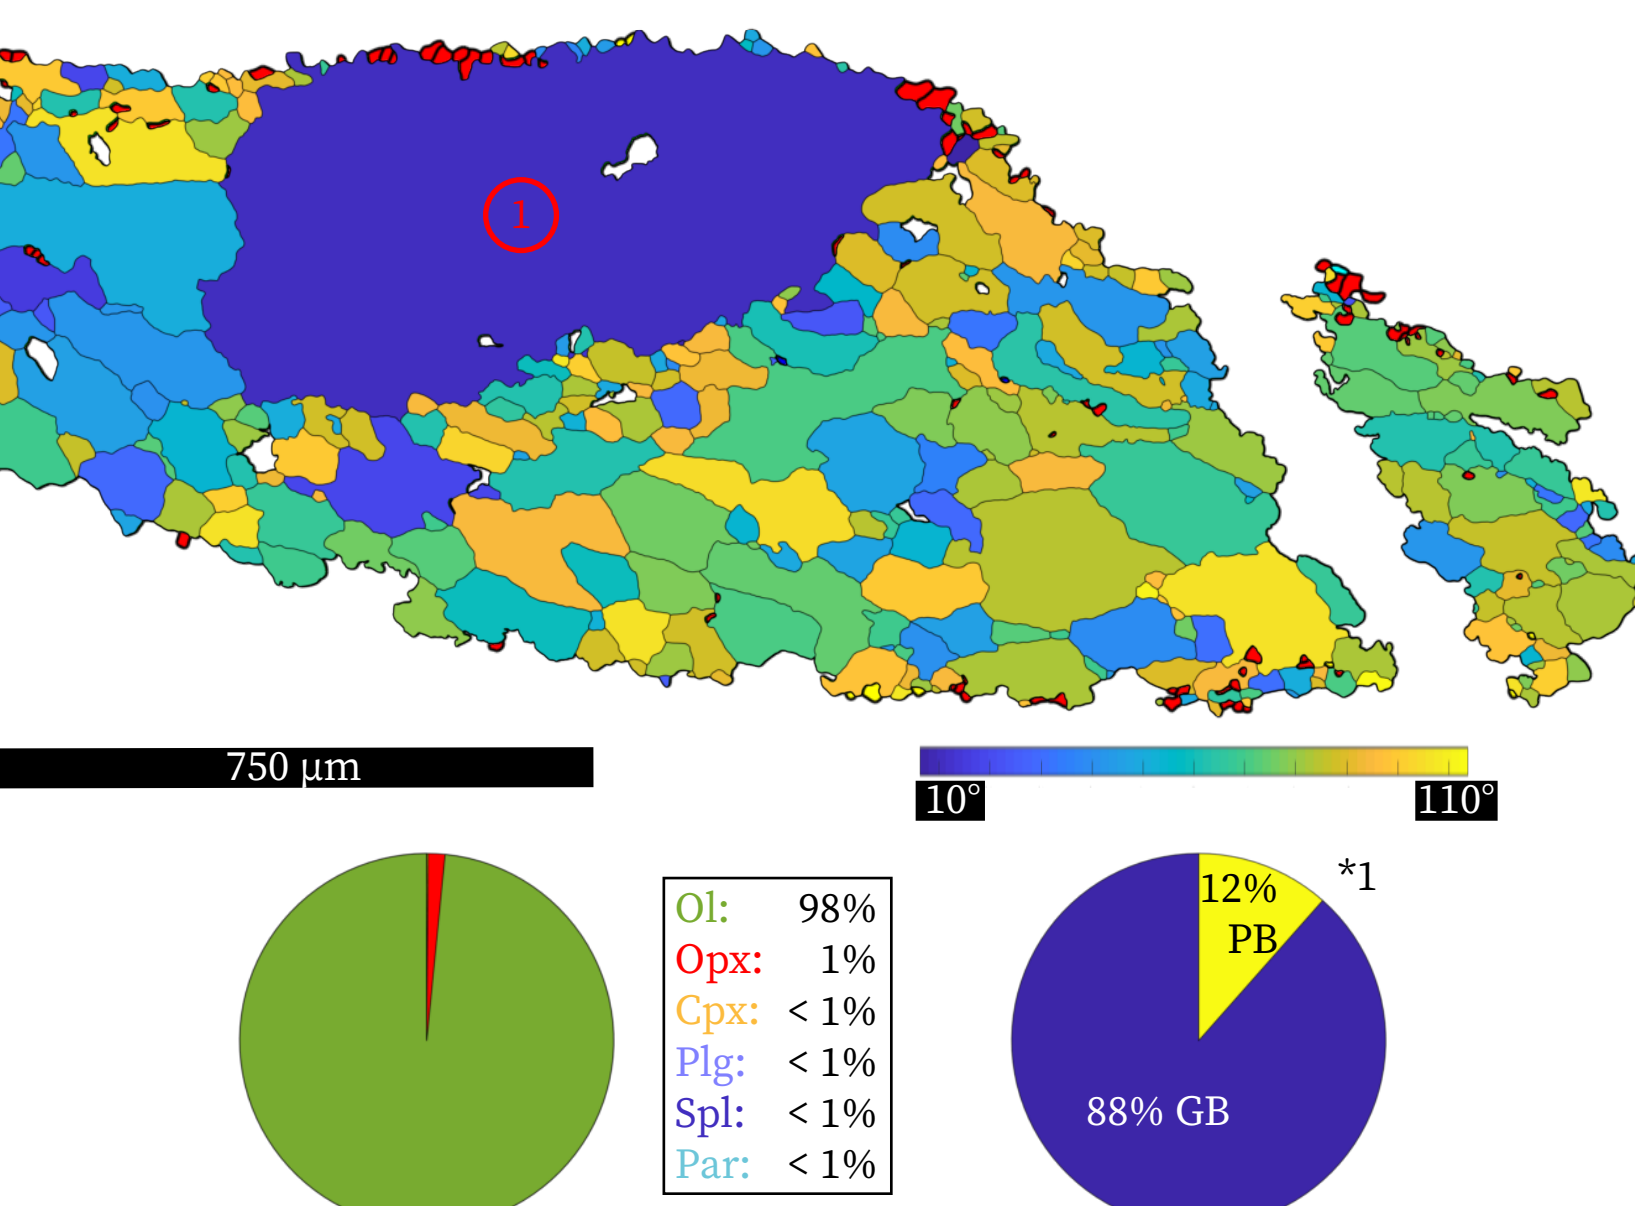 1
750 µm
10°
110°
Ol: 98%
Opx: 1%
Cpx: < 1%
Plg: < 1%
Spl: < 1%
Par: < 1%
*1
12%
PB
88% GB